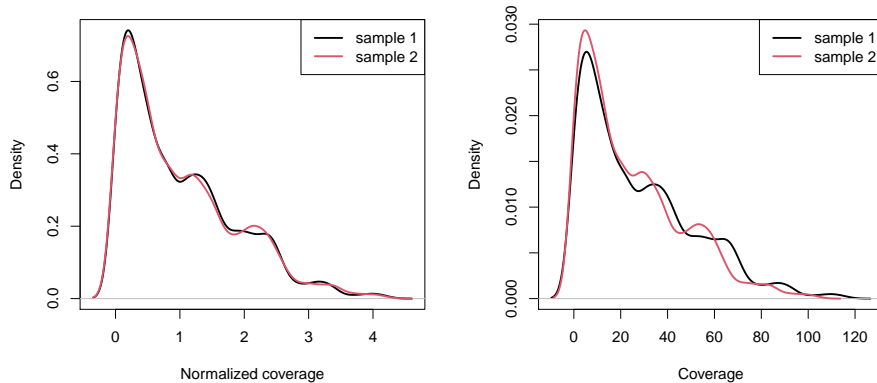 sample 1
sample 2
Density
0.0
0.2
0.4
0.6
0 1 2 3 4
Normalized coverage
sample 1
sample 2
Density
0.000
0.010
0.020
0.030
0 20 40 60 80 100 120
Coverage